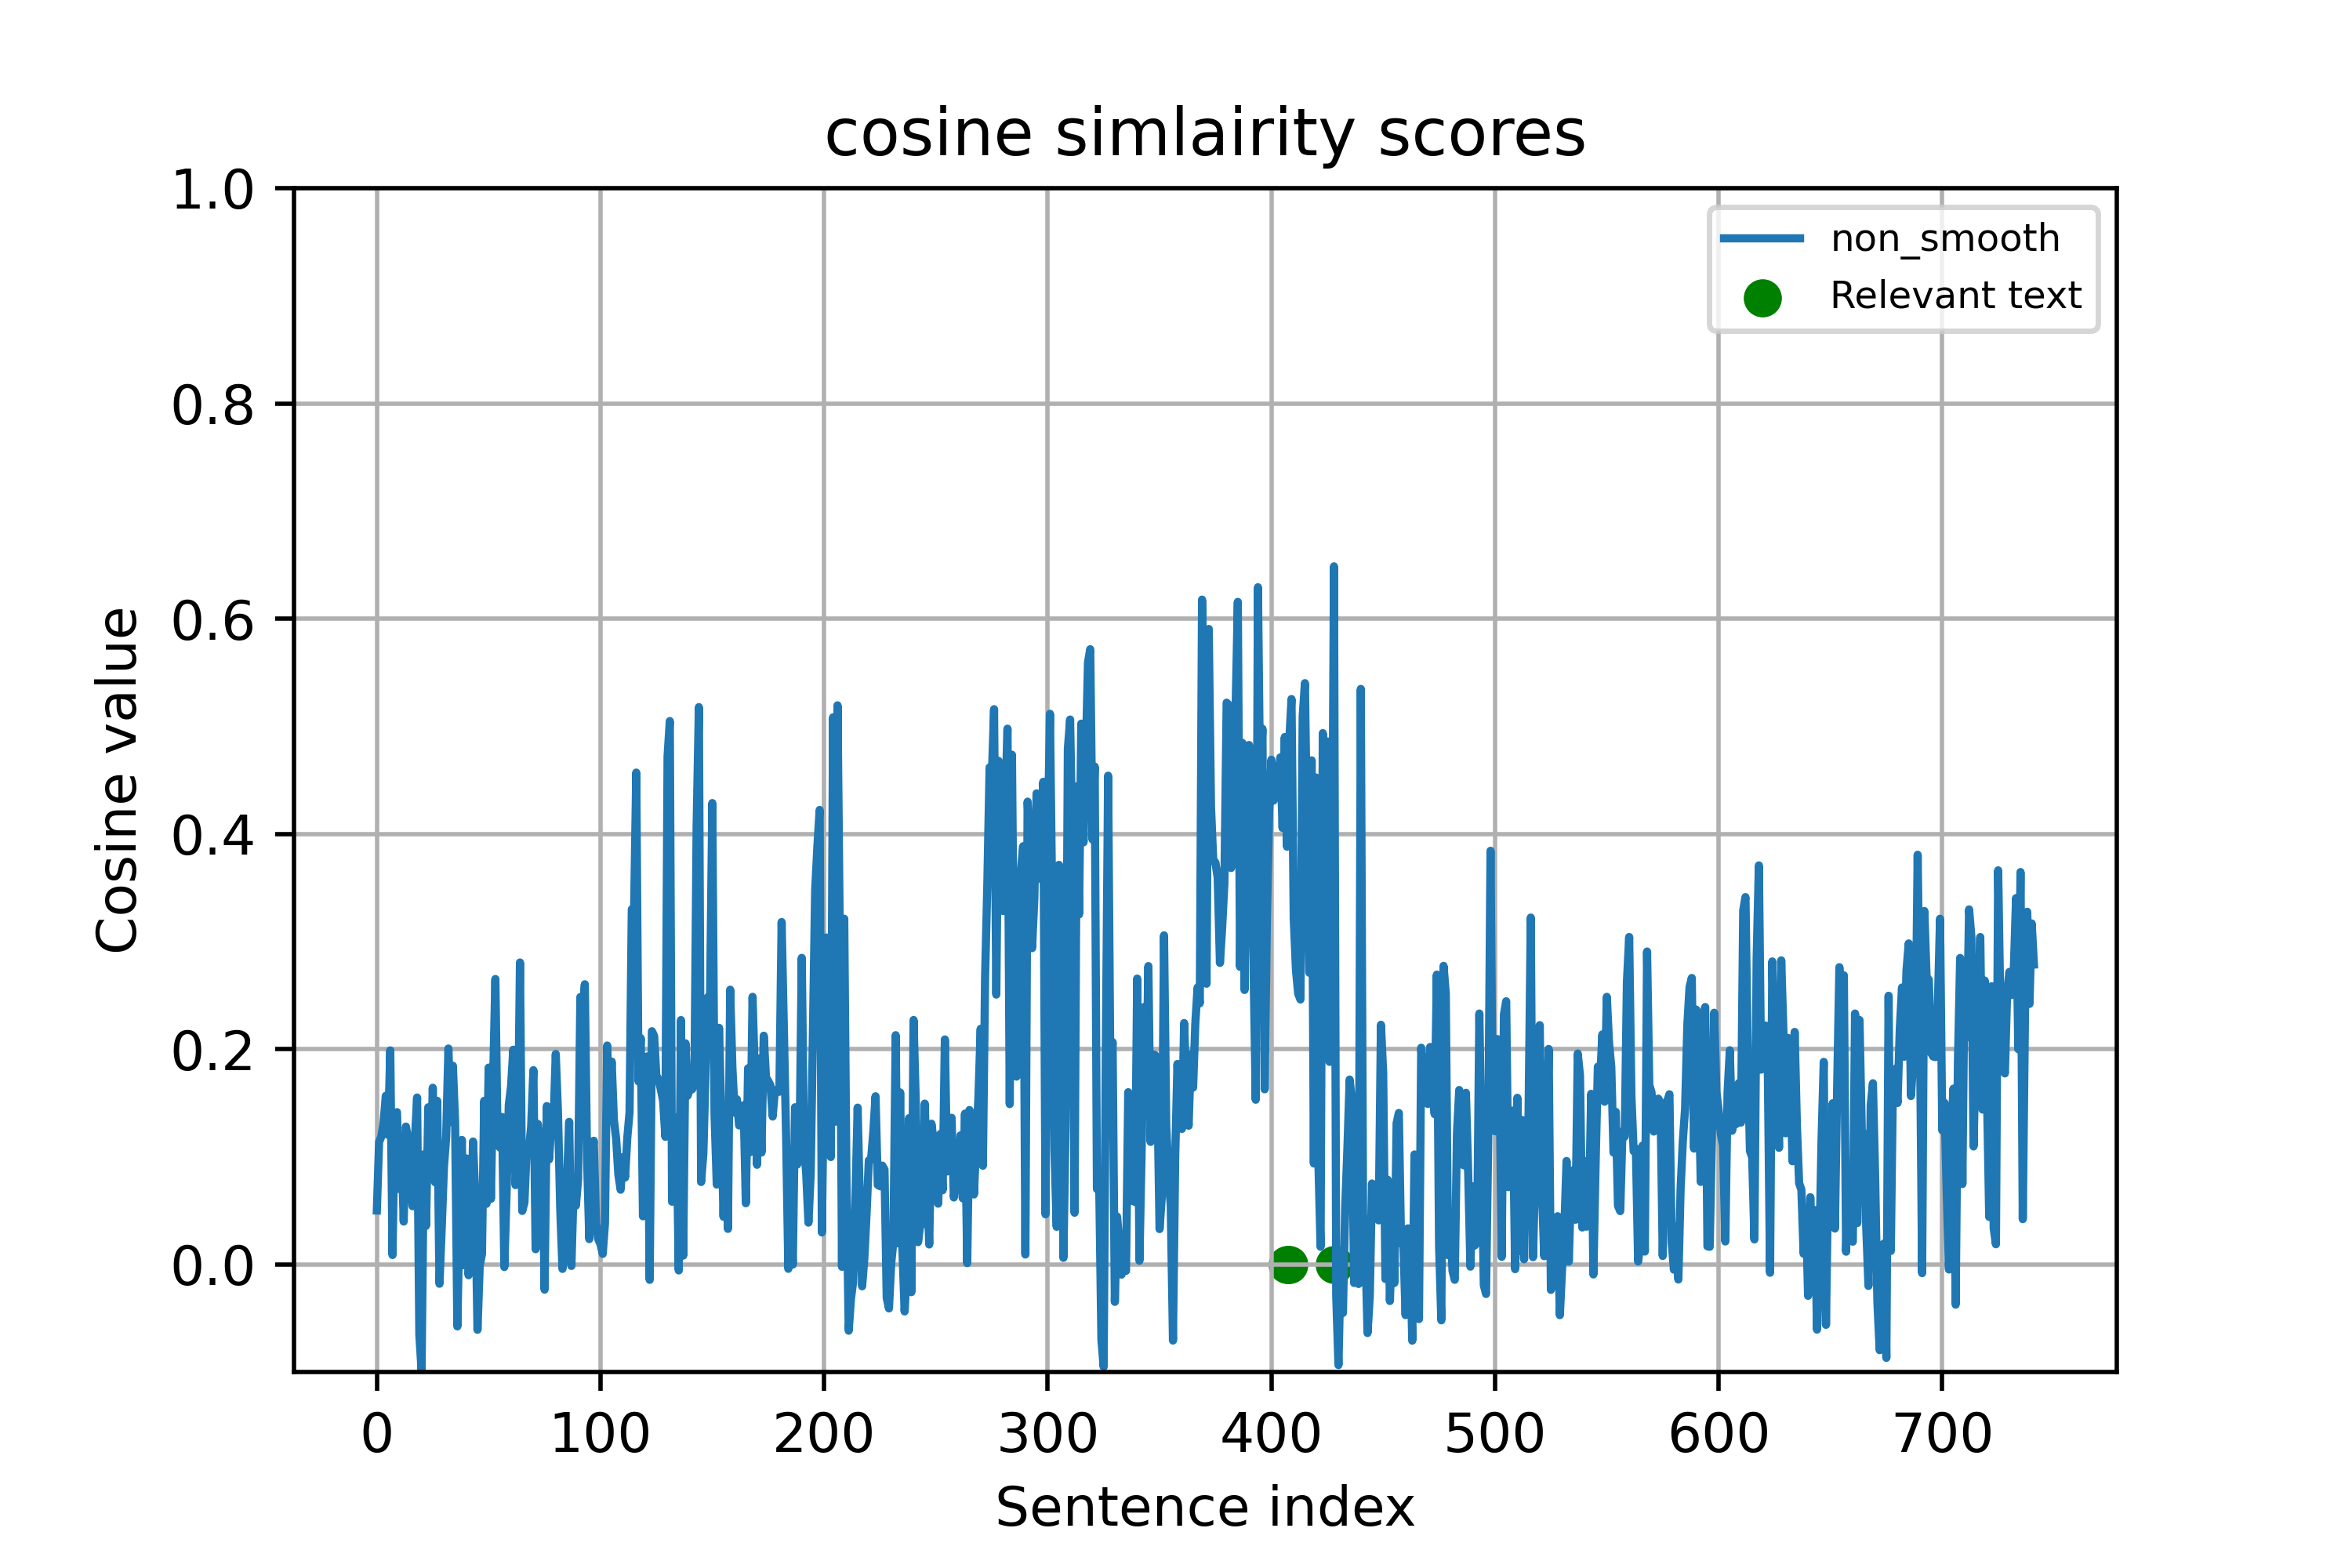 cosine simlairity scores
1.0
0.8
0.6
0.4
0.2
0.0
Cosine value
non_smooth
Relevant text
0 100 200 300 400 500 600 700
Sentence index